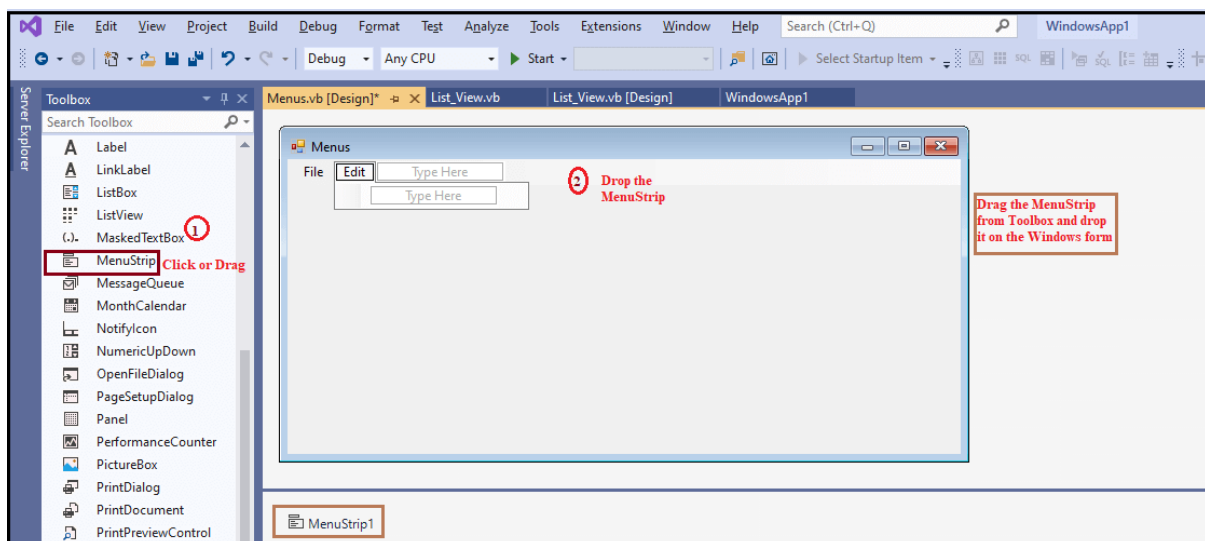 File Edit View Project Build Debug Format Test Analyze Tools Extensions Window Help Search (Ctrl+Q) WindowsApp1
Debug Any CPU Start Select Startup Item SQL
Server Explorer
Toolbox
Search Toolbox
Label
LinkLabel
ListBox
ListView
MaskedTextBox
MenuStrip
MessageQueue
MonthCalendar
NotifyIcon
NumericUpDown
OpenFileDialog
PageSetupDialog
Panel
PerformanceCounter
PictureBox
PrintDialog
PrintDocument
PrintPreviewControl
1
Click or Drag
Menus.vb [Design]* List_View.vb List_View.vb [Design] WindowsApp1
Menus
File Edit Type Here
Type Here
2 Drop the
MenuStrip
Drag the MenuStrip
from Toolbox and drop
it on the Windows form
MenuStrip1